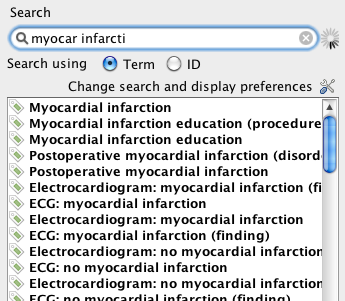 Search
myocar infarcti
Search using Term ID
Change search and display preferences
Myocardial infarction
Myocardial infarction education (procedure
Myocardial infarction education
Postoperative myocardial infarction (disord
Postoperative myocardial infarction
Electrocardiogram: myocardial infarction (fi
ECG: myocardial infarction
Electrocardiogram: myocardial infarction
ECG: myocardial infarction (finding)
Electrocardiogram: no myocardial infarction
ECG: no myocardial infarction
Electrocardiogram: no myocardial infarction
ECG: no myocardial infarction (finding)